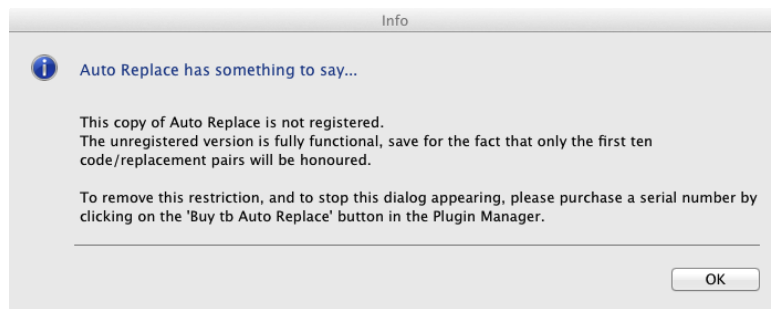 Info
Auto Replace has something to say...
This copy of Auto Replace is not registered.
The unregistered version is fully functional, save for the fact that only the first ten
code/replacement pairs will be honoured.
To remove this restriction, and to stop this dialog appearing, please purchase a serial number by
clicking on the 'Buy tb Auto Replace' button in the Plugin Manager.
OK